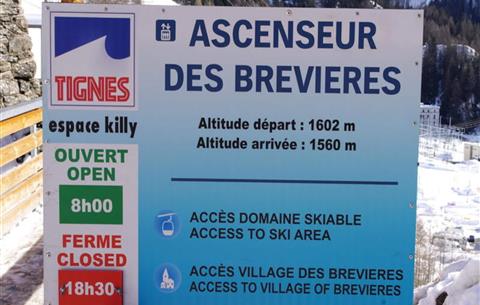 TIGNES
espace killy
OUVERT
OPEN
8h00
FERME
CLOSED
18h30
ASCENSEUR
DES BREVIERES
Altitude départ : 1602 m
Altitude arrivée : 1560 m
ACCÈS DOMAINE SKIABLE
ACCESS TO SKI AREA
ACCÈS VILLAGE DES BREVIERES
ACCESS TO VILLAGE OF BREVIERES